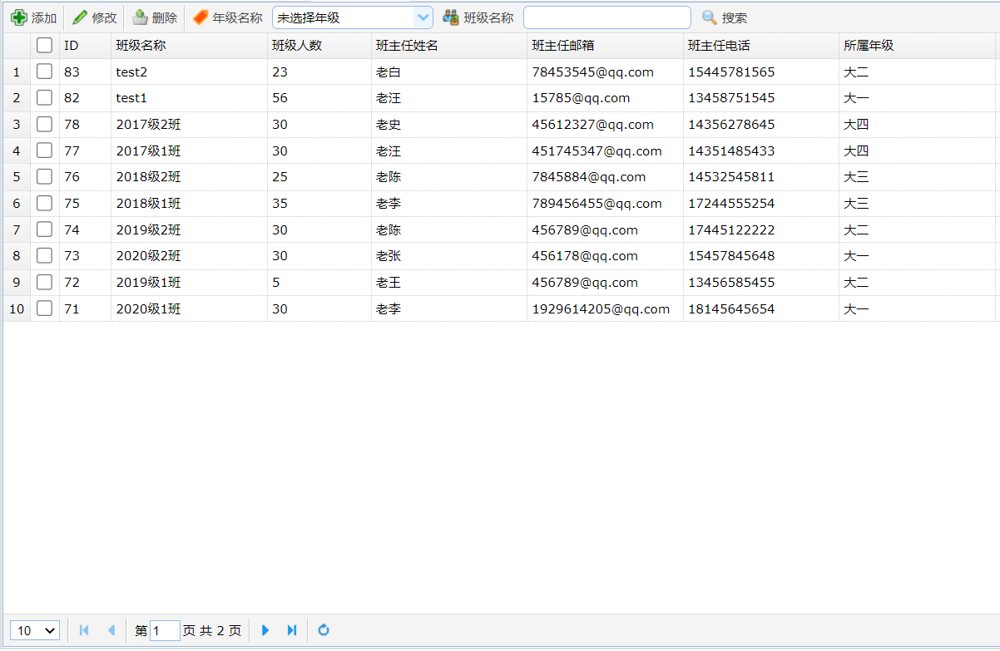 添加 修改 删除 年级名称 未选择年级 班级名称 搜索
ID 班级名称 班级人数 班主任姓名 班主任邮箱 班主任电话 所属年级
1 83 test2 23 老白 78453545@qq.com 15445781565 大二
2 82 test1 56 老汪 15785@qq.com 13458751545 大一
3 78 2017级2班 30 老史 45612327@qq.com 14356278645 大四
4 77 2017级1班 30 老汪 451745347@qq.com 14351485433 大四
5 76 2018级2班 25 老陈 7845884@qq.com 14532545811 大三
6 75 2018级1班 35 老李 789456455@qq.com 17244555254 大三
7 74 2019级2班 30 老陈 456789@qq.com 17445122222 大二
8 73 2020级2班 30 老张 456178@qq.com 15457845648 大一
9 72 2019级1班 5 老王 456789@qq.com 13456585455 大二
10 71 2020级1班 30 老李 1929614205@qq.com 18145645654 大一
10 第 1 页 共 2 页